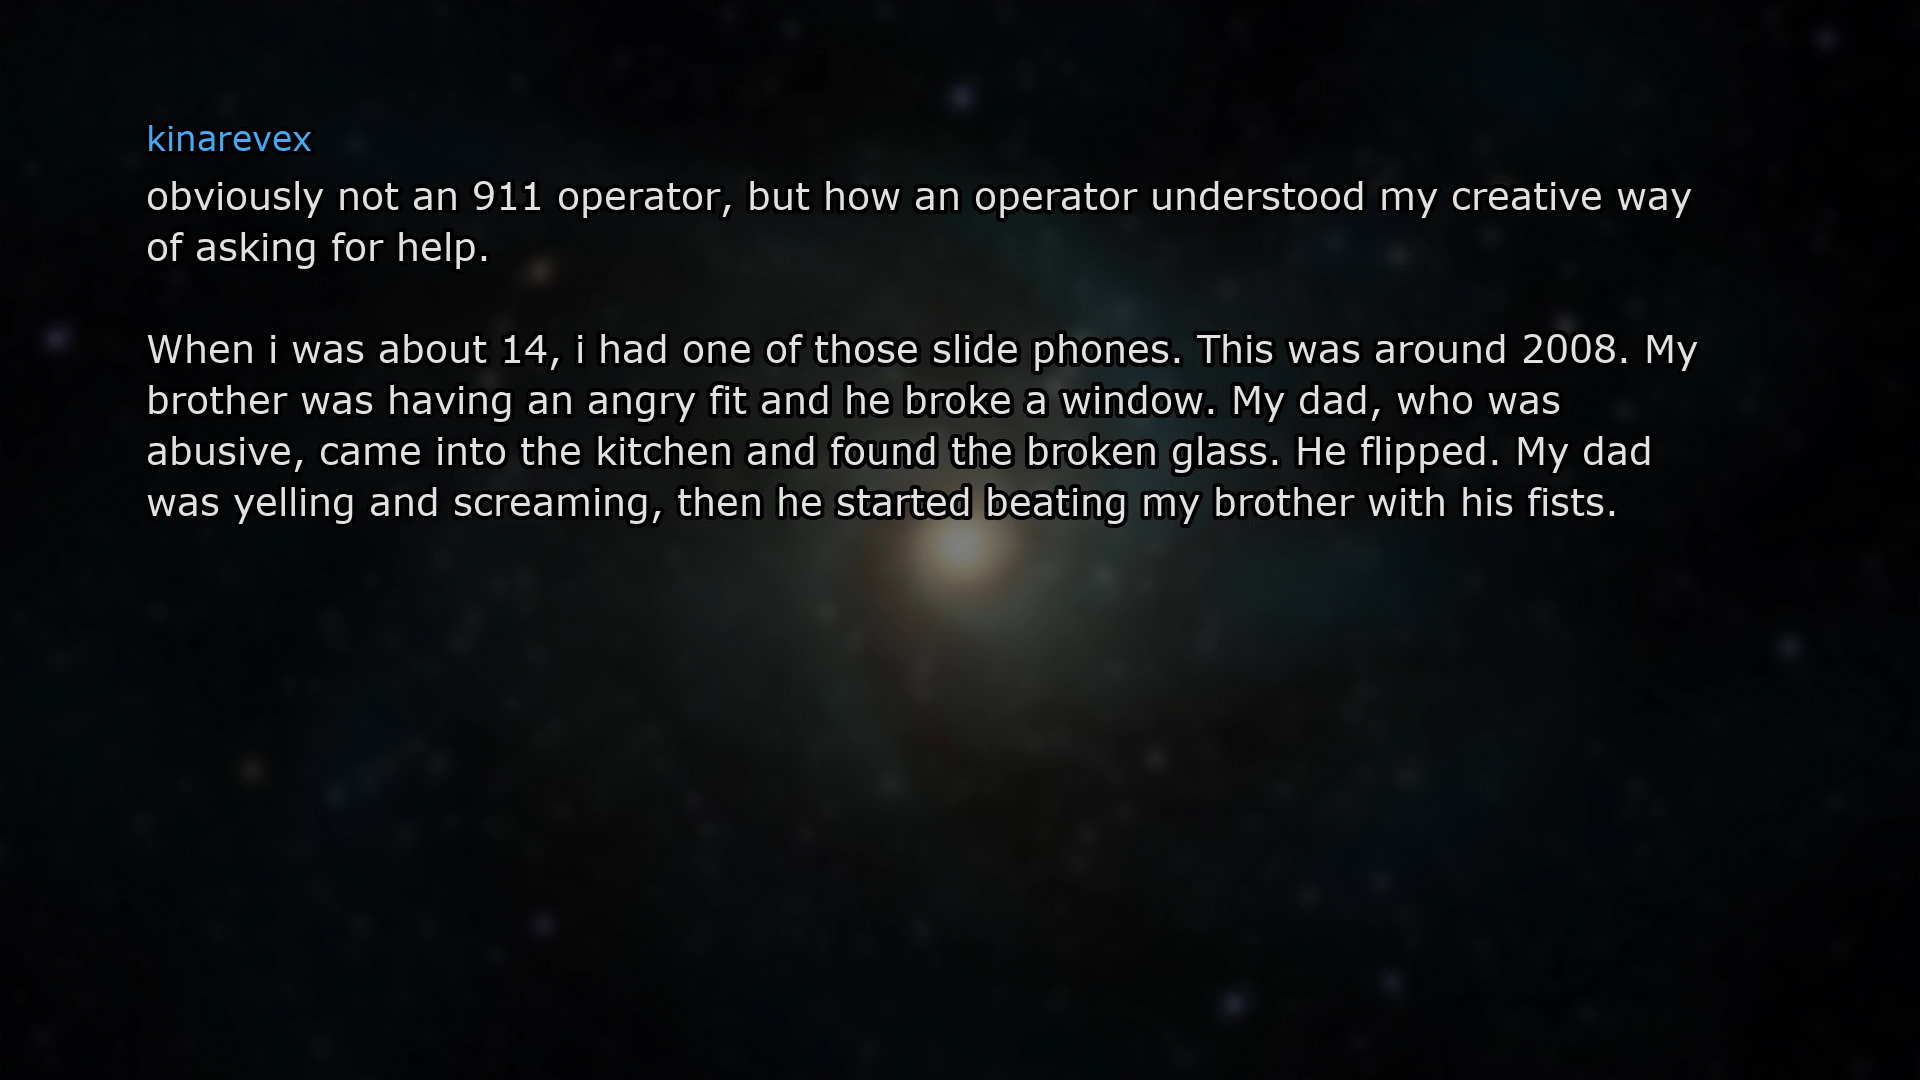 kinarevex
obviously not an 911 operator, but how an operator understood my creative way
of asking for help.
When i was about 14, i had one of those slide phones. This was around 2008. My
brother was having an angry fit and he broke a window. My dad, who was
abusive, came into the kitchen and found the broken glass. He flipped. My dad
was yelling and screaming, then he started beating my brother with his fists.